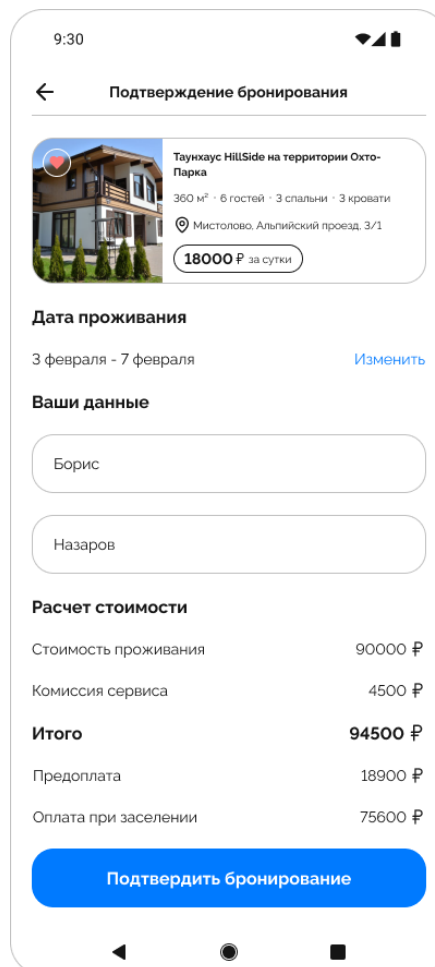 9:30
Подтверждение бронирования
Таунхаус HillSide на территории Охто-
Парка
360 м² · 6 гостей · 3 спальни · 3 кровати
Мистолово, Альпийский проезд, 3/1
18000 ₽ за сутки
Дата проживания
3 февраля - 7 февраля Изменить
Ваши данные
Борис
Назаров
Расчет стоимости
Стоимость проживания 90000 ₽
Комиссия сервиса 4500 ₽
Итого 94500 ₽
Предоплата 18900 ₽
Оплата при заселении 75600 ₽
Подтвердить бронирование